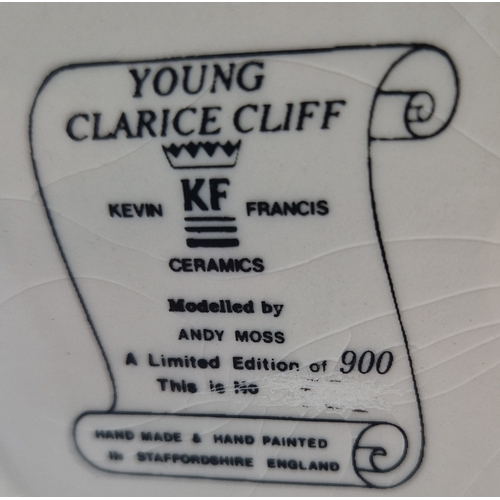 YOUNG
CLARICE CLIFF
KF
KEVIN FRANCIS
CERAMICS
Modelled by
ANDY MOSS
A Limited Edition of 900
This is No
HAND MADE & HAND PAINTED
IN STAFFORDSHIRE ENGLAND